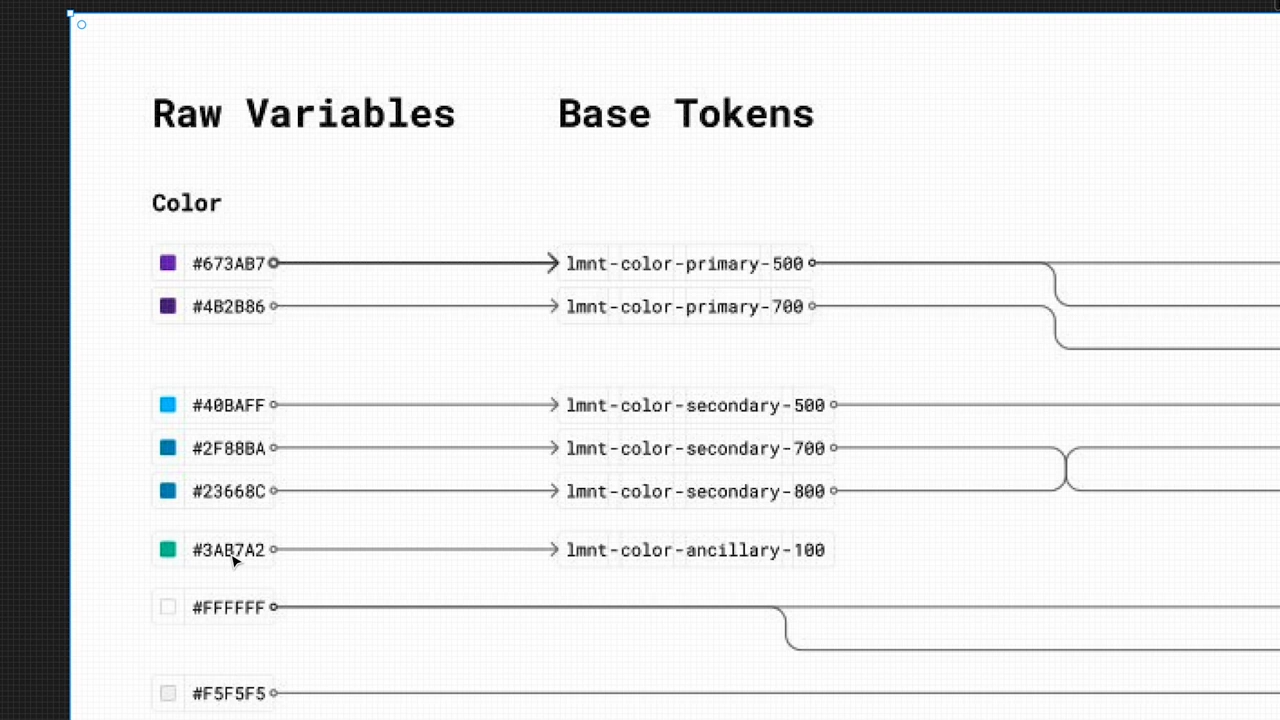 Raw Variables Base Tokens
Color
#673AB7 lmnt-color-primary-500
#4B2B86 lmnt-color-primary-700
#40BAFF lmnt-color-secondary-500
#2F88BA lmnt-color-secondary-700
#23668C lmnt-color-secondary-800
#3AB7A2 lmnt-color-ancillary-100
#FFFFFF
#F5F5F5